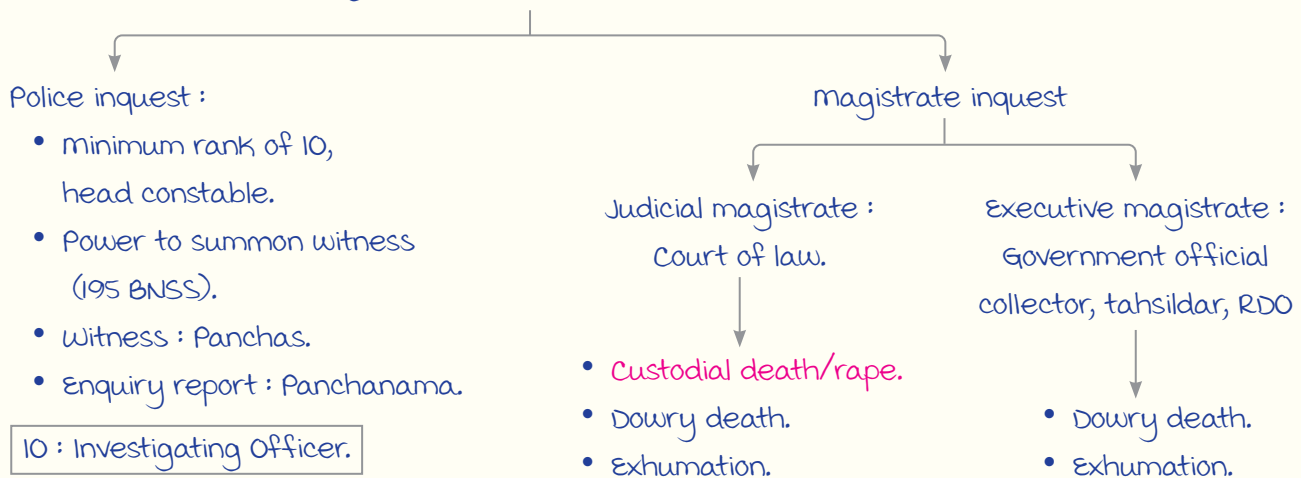 Police inquest :
• Minimum rank of IO,
head constable.
• Power to summon witness
(195 BNSS).
• Witness : Panchas.
• Enquiry report : Panchanama.
IO : Investigating Officer.
Magistrate inquest
Judicial magistrate :
Court of law.
• Custodial death/rape.
• Dowry death.
• Exhumation.
Executive magistrate :
Government official
collector, tahsildar, RDO
• Dowry death.
• Exhumation.